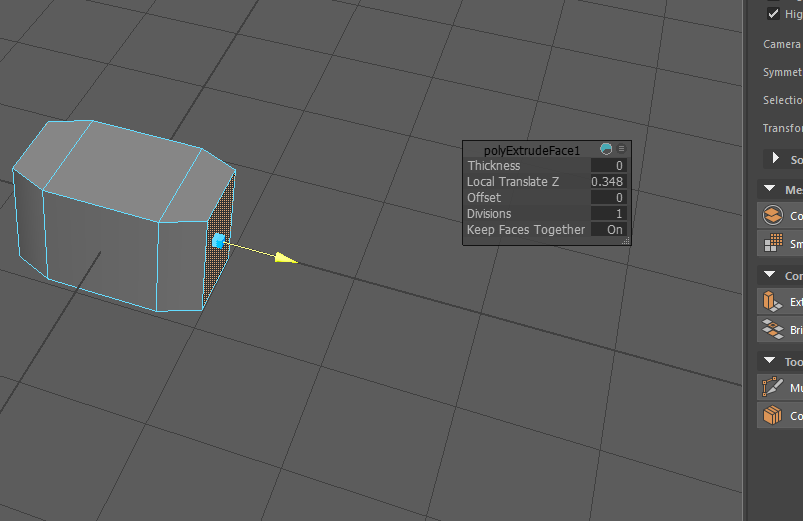 Hig
Camera
Symmet
Selectio
Transfor
So
Me
Co
Sm
Cor
Ext
Bri
Too
Mu
Co
polyExtrudeFace1
Thickness 0
Local Translate Z 0.348
Offset 0
Divisions 1
Keep Faces Together On